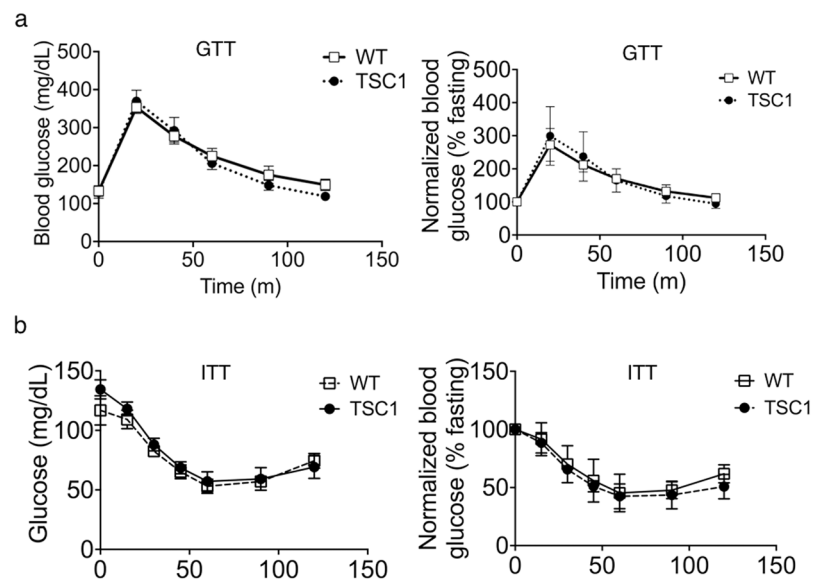 a
GTT
WT
TSC1
Blood glucose (mg/dL)
500
400
300
200
100
0
0 50 100 150
Time (m)
GTT
WT
TSC1
Normalized blood
glucose (% fasting)
500
400
300
200
100
0
0 50 100 150
Time (m)
b
ITT
WT
TSC1
Glucose (mg/dL)
150
100
50
0
0 50 100 150
ITT
WT
TSC1
Normalized blood
glucose (% fasting)
150
100
50
0
0 50 100 150